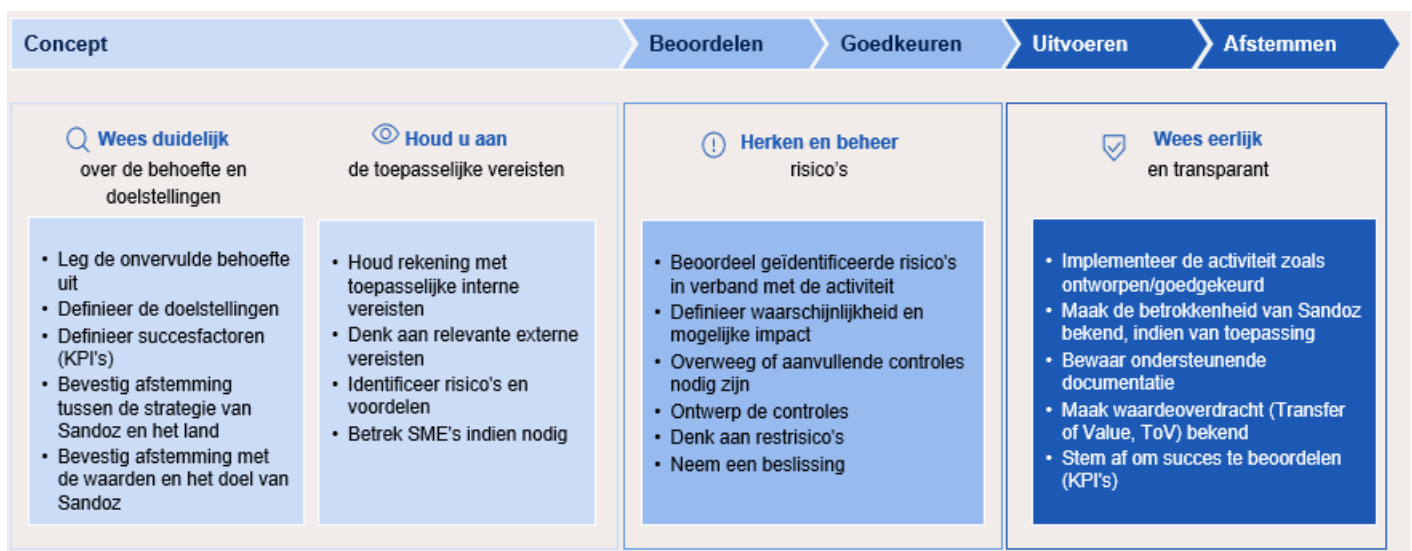 Concept
Beoordelen
Goedkeuren
Uitvoeren
Afstemmen
Wees duidelijk
over de behoefte en
doelstellingen
• Leg de onvervulde behoefte
uit
• Definieer de doelstellingen
• Definieer succesfactoren
(KPI's)
• Bevestig afstemming
tussen de strategie van
Sandoz en het land
• Bevestig afstemming met
de waarden en het doel van
Sandoz
Houd u aan
de toepasselijke vereisten
• Houd rekening met
toepasselijke interne
vereisten
• Denk aan relevante externe
vereisten
• Identificeer risico's en
voordelen
• Betrek SME's indien nodig
Herken en beheer
risico’s
• Beoordeel geïdentificeerde risico's
in verband met de activiteit
• Definieer waarschijnlijkheid en
mogelijke impact
• Overweeg of aanvullende controles
nodig zijn
• Ontwerp de controles
• Denk aan restrisico's
• Neem een beslissing
Wees eerlijk
en transparant
• Implementeer de activiteit zoals
ontworpen/goedgekeurd
• Maak de betrokkenheid van Sandoz
bekend, indien van toepassing
• Bewaar ondersteunende
documentatie
• Maak waardeoverdracht (Transfer
of Value, ToV) bekend
• Stem af om succes te beoordelen
(KPI's)